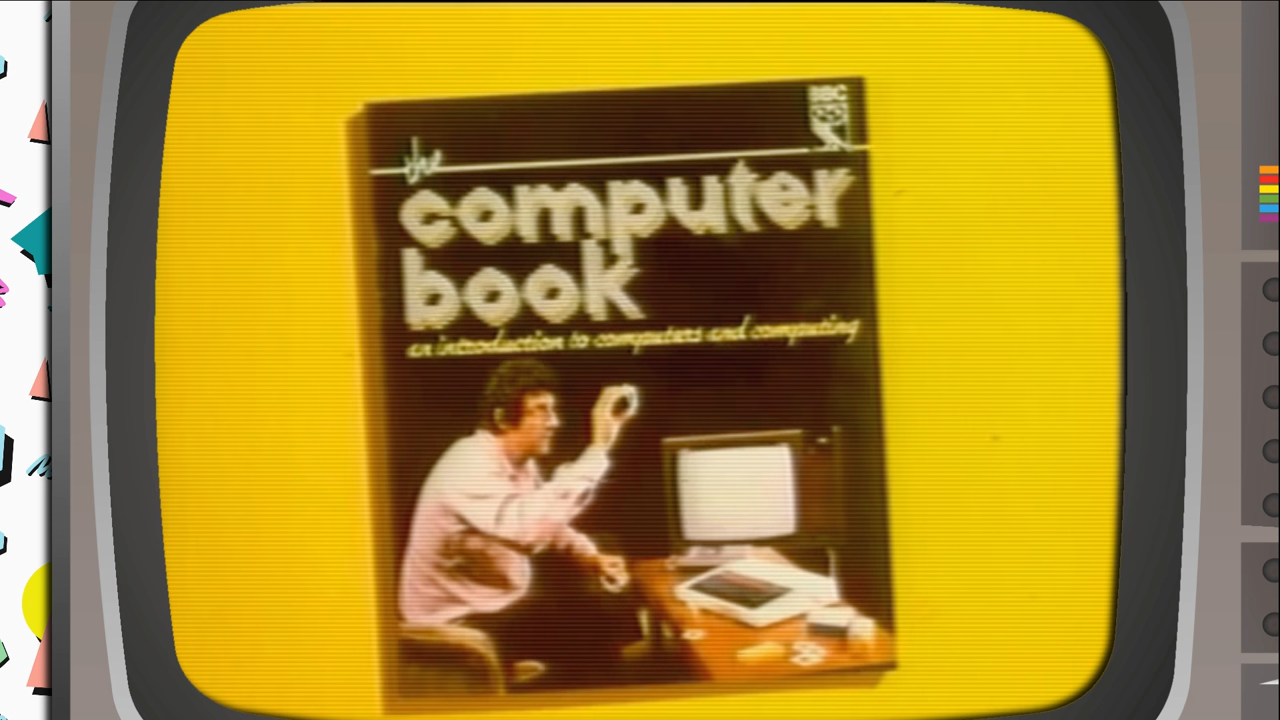 BBC
the
computer
book
an introduction to computers and computing